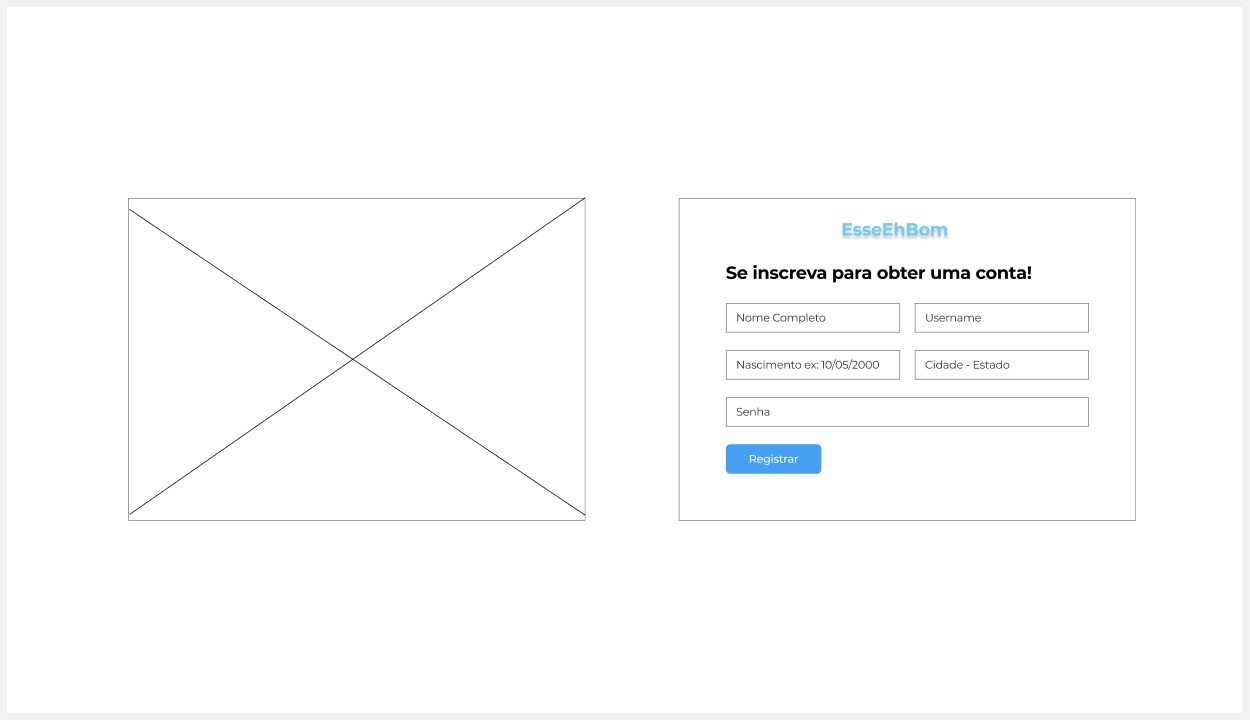 EsseEhBom
Se inscreva para obter uma conta!
Nome Completo
Username
Nascimento ex: 10/05/2000
Cidade - Estado
Senha
Registrar